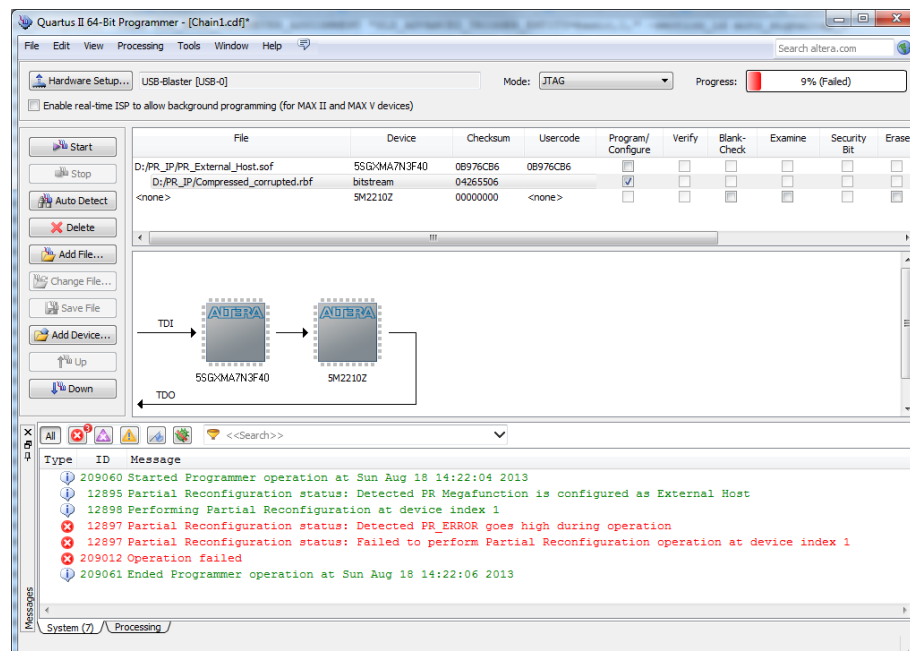 Quartus II 64-Bit Programmer - [Chain1.cdf]*
File Edit View Processing Tools Window Help
Search altera.com
Hardware Setup... USB-Blaster [USB-0] Mode: JTAG Progress: 9% (Failed)
Enable real-time ISP to allow background programming (for MAX II and MAX V devices)
Start
Stop
Auto Detect
Delete
Add File...
Change File...
Save File
Add Device...
Up
Down
File Device Checksum Usercode Program/ Configure Verify Blank- Check Examine Security Bit Erase
D:/PR_IP/PR_External_Host.sof 5SGXMA7N3F40 0B976CB6 0B976CB6
D:/PR_IP/Compressed_corrupted.rbf bitstream 04265506
<none> 5M2210Z 00000000 <none>
TDI
ALTERA ALTERA
5SGXMA7N3F40 5M2210Z
TDO
All 3 <<Search>>
Type ID Message
209060 Started Programmer operation at Sun Aug 18 14:22:04 2013
12895 Partial Reconfiguration status: Detected PR Megafunction is configured as External Host
12898 Performing Partial Reconfiguration at device index 1
12897 Partial Reconfiguration status: Detected PR_ERROR goes high during operation
12897 Partial Reconfiguration status: Failed to perform Partial Reconfiguration operation at device index 1
209012 Operation failed
209061 Ended Programmer operation at Sun Aug 18 14:22:06 2013
Messages
System (7) Processing